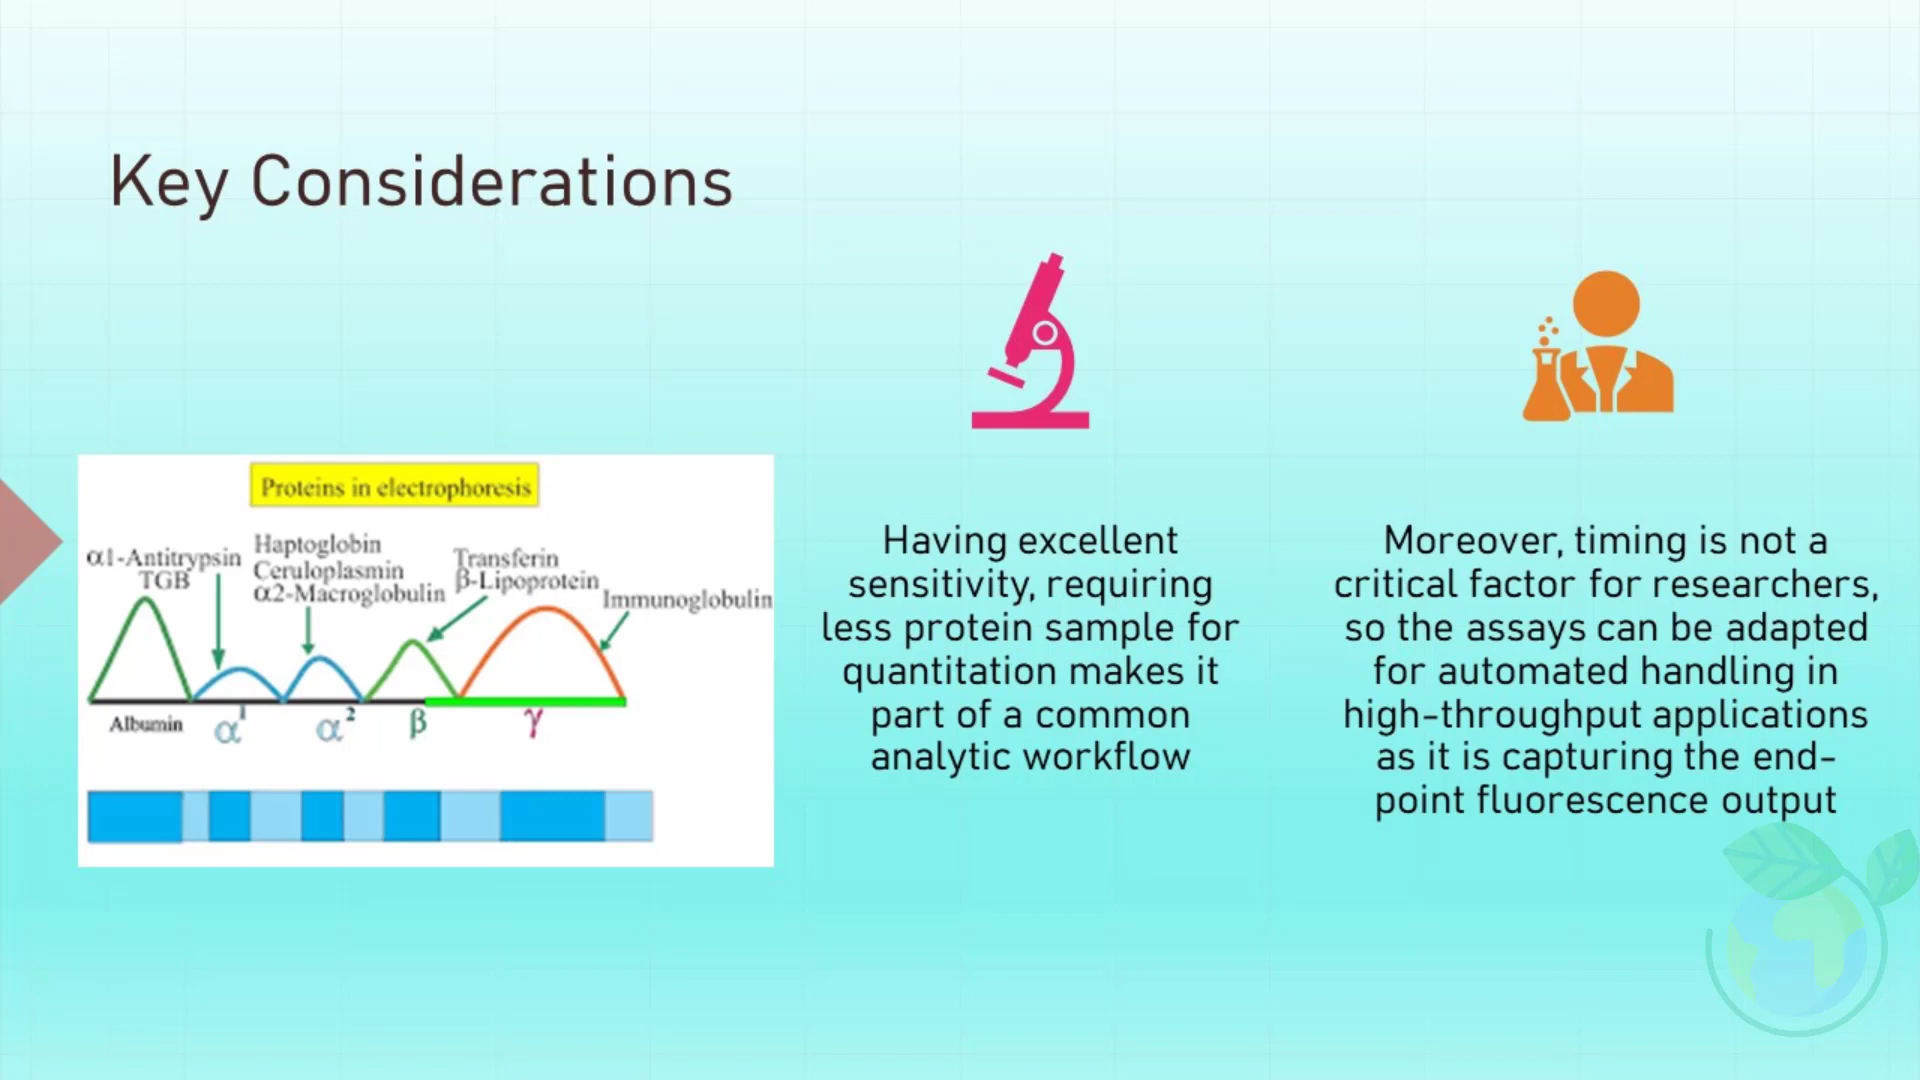 Key Considerations
Proteins in electrophoresis
α1-Antitrypsin
TGB
Haptoglobin
Ceruloplasmin
α2-Macroglobulin
Transferin
β-Lipoprotein
Immunoglobulin
Albumin
α1
α2
β
γ
Having excellent
sensitivity, requiring
less protein sample for
quantitation makes it
part of a common
analytic workflow
Moreover, timing is not a
critical factor for researchers,
so the assays can be adapted
for automated handling in
high-throughput applications
as it is capturing the end-
point fluorescence output